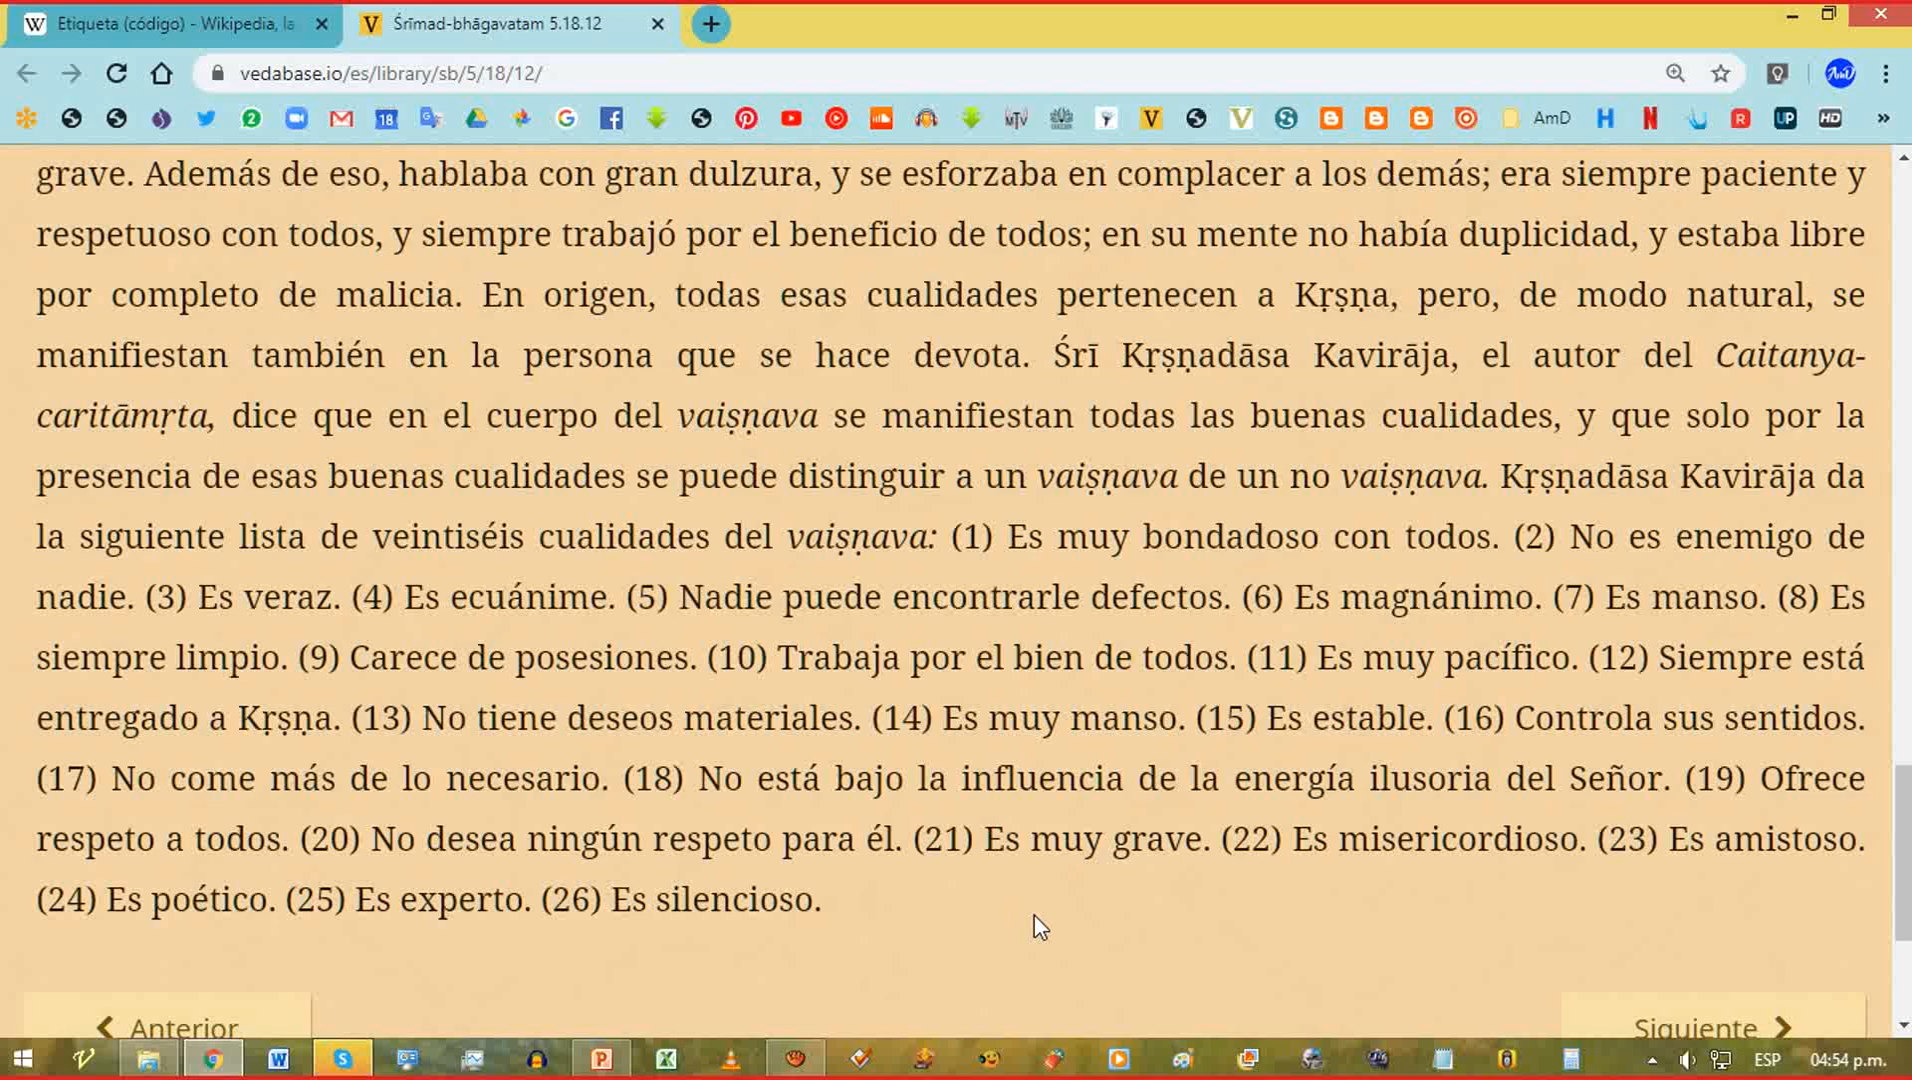 Etiqueta (código) - Wikipedia, la
Śrīmad-bhāgavatam 5.18.12
vedabase.io/es/library/sb/5/18/12/
AmD
grave. Además de eso, hablaba con gran dulzura, y se esforzaba en complacer a los demás; era siempre paciente y
respetuoso con todos, y siempre trabajó por el beneficio de todos; en su mente no había duplicidad, y estaba libre
por completo de malicia. En origen, todas esas cualidades pertenecen a Kṛṣṇa, pero, de modo natural, se
manifiestan también en la persona que se hace devota. Śrī Kṛṣṇadāsa Kavirāja, el autor del Caitanya-
caritāmṛta, dice que en el cuerpo del vaiṣṇava se manifiestan todas las buenas cualidades, y que solo por la
presencia de esas buenas cualidades se puede distinguir a un vaiṣṇava de un no vaiṣṇava. Kṛṣṇadāsa Kavirāja da
la siguiente lista de veintiséis cualidades del vaiṣṇava: (1) Es muy bondadoso con todos. (2) No es enemigo de
nadie. (3) Es veraz. (4) Es ecuánime. (5) Nadie puede encontrarle defectos. (6) Es magnánimo. (7) Es manso. (8) Es
siempre limpio. (9) Carece de posesiones. (10) Trabaja por el bien de todos. (11) Es muy pacífico. (12) Siempre está
entregado a Kṛṣṇa. (13) No tiene deseos materiales. (14) Es muy manso. (15) Es estable. (16) Controla sus sentidos.
(17) No come más de lo necesario. (18) No está bajo la influencia de la energía ilusoria del Señor. (19) Ofrece
respeto a todos. (20) No desea ningún respeto para él. (21) Es muy grave. (22) Es misericordioso. (23) Es amistoso.
(24) Es poético. (25) Es experto. (26) Es silencioso.
Anterior
Siguiente
ESP
04:54 p.m.